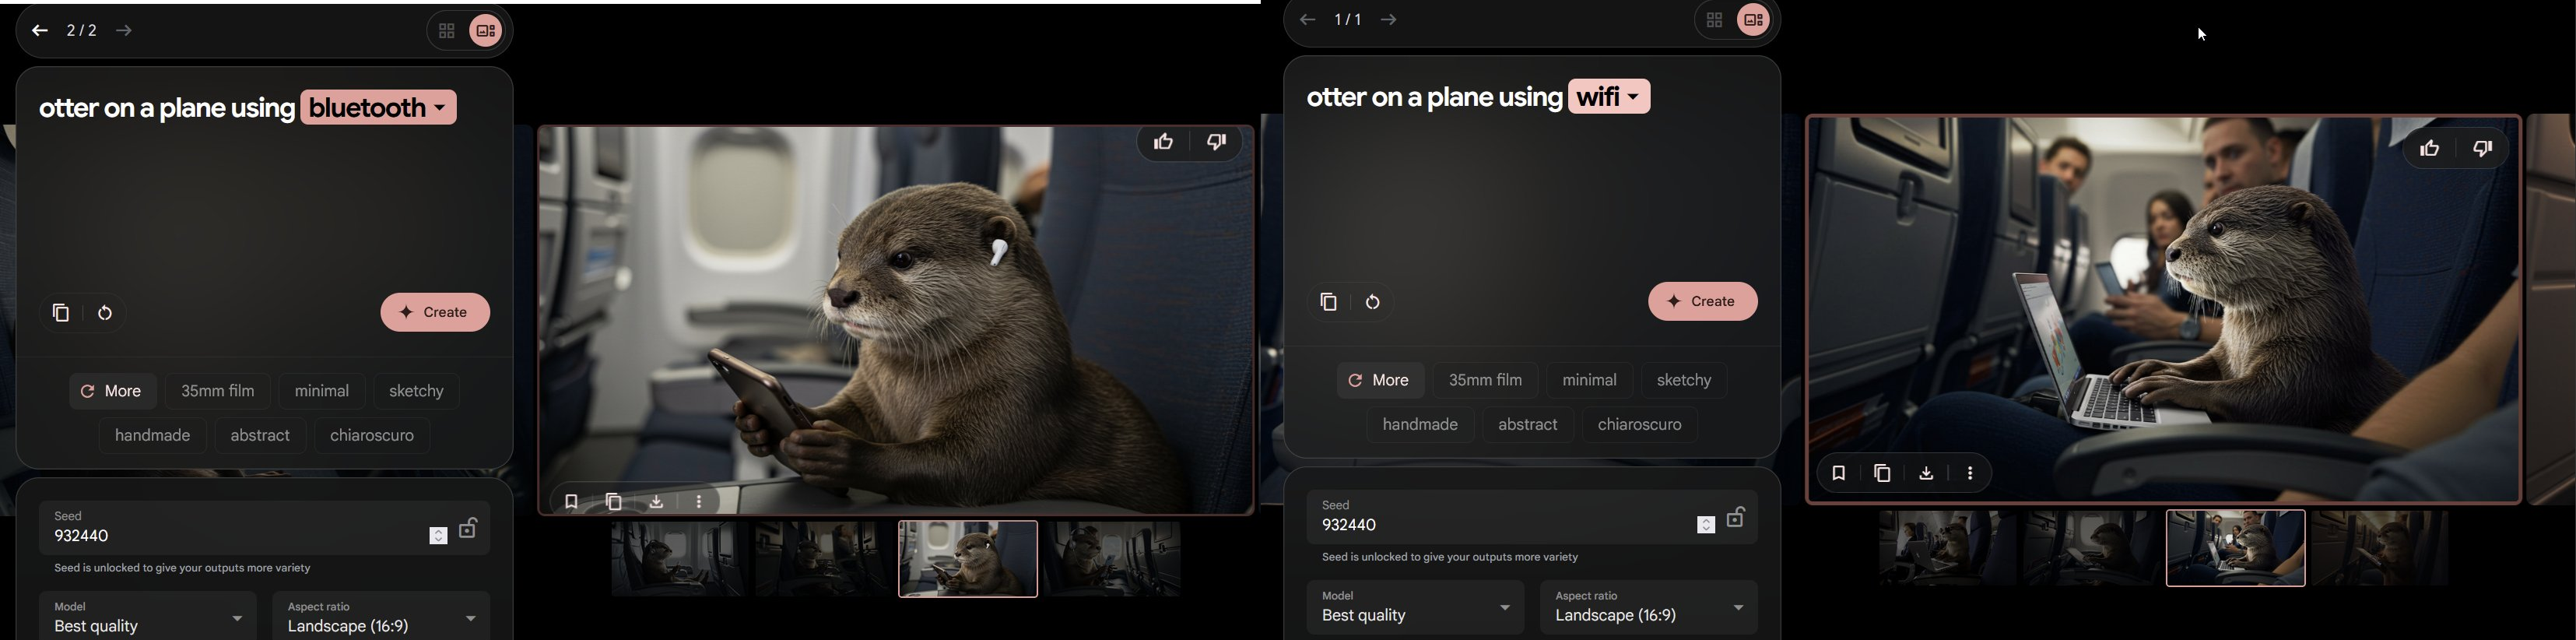 2 / 2
otter on a plane using bluetooth
Create
More
35mm film
minimal
sketchy
handmade
abstract
chiaroscuro
Seed
932440
Seed is unlocked to give your outputs more variety
Model
Best quality
Aspect ratio
Landscape (16:9)
1 / 1
otter on a plane using wifi
Create
More
35mm film
minimal
sketchy
handmade
abstract
chiaroscuro
Seed
932440
Seed is unlocked to give your outputs more variety
Model
Best quality
Aspect ratio
Landscape (16:9)